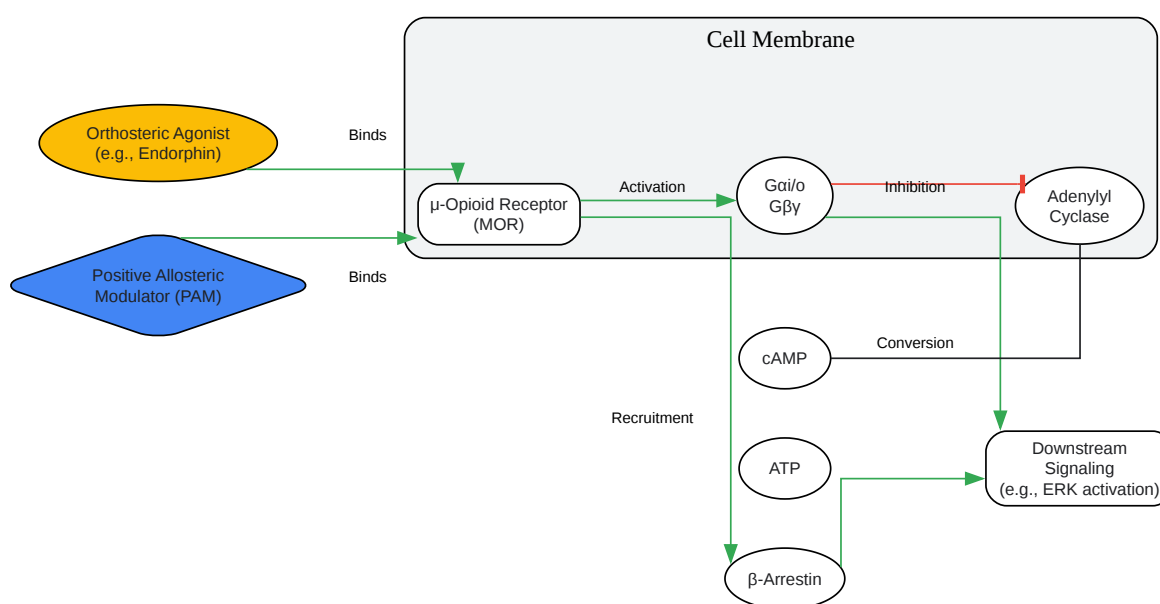 Cell Membrane
Orthosteric Agonist
(e.g., Endorphin)
Binds
μ-Opioid Receptor
(MOR)
Activation
Gαi/o
Gβγ
Inhibition
Adenylyl
Cyclase
Positive Allosteric
Modulator (PAM)
Binds
cAMP
Conversion
Recruitment
ATP
Downstream
Signaling
(e.g., ERK activation)
β-Arrestin